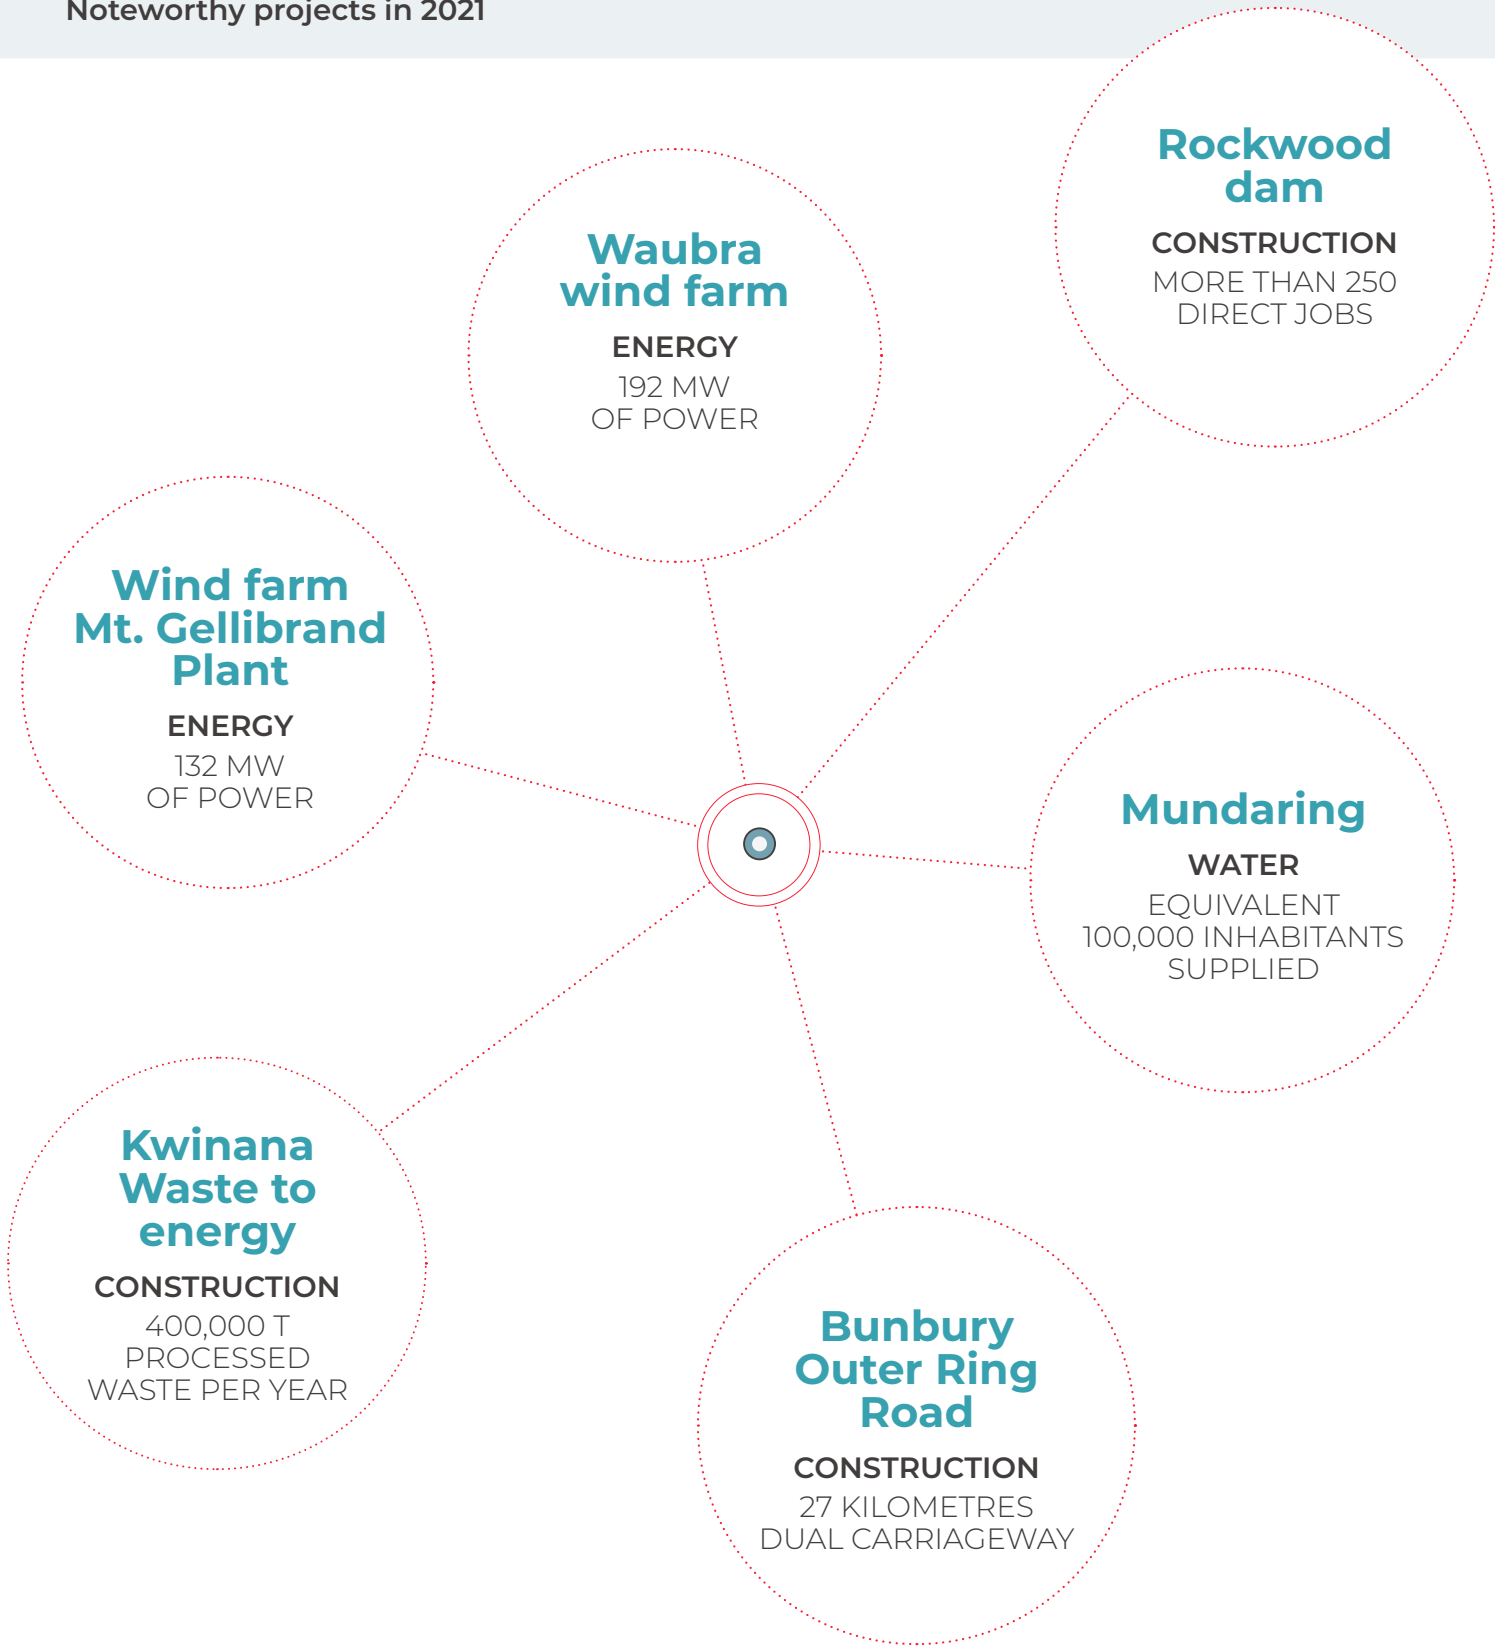 Noteworthy projects in 2021
Rockwood
dam
CONSTRUCTION
MORE THAN 250
DIRECT JOBS
Waubra
wind farm
ENERGY
192 MW
OF POWER
Wind farm
Mt. Gellibrand
Plant
ENERGY
132 MW
OF POWER
Mundaring
WATER
EQUIVALENT
100,000 INHABITANTS
SUPPLIED
Kwinana
Waste to
energy
CONSTRUCTION
400,000 T
PROCESSED
WASTE PER YEAR
Bunbury
Outer Ring
Road
CONSTRUCTION
27 KILOMETRES
DUAL CARRIAGEWAY